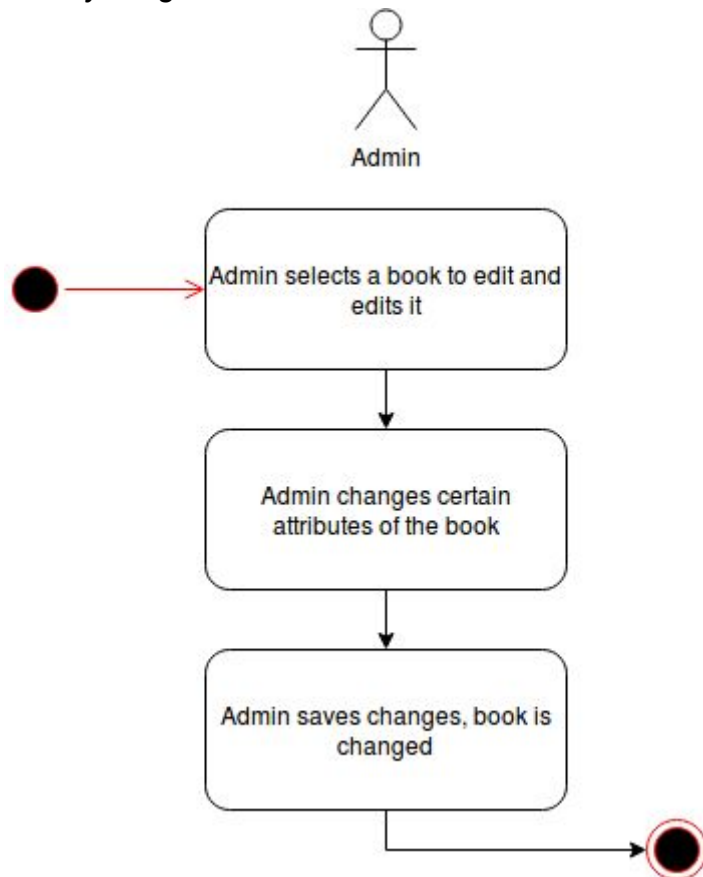 Admin
Admin selects a book to edit and
edits it
Admin changes certain
attributes of the book
Admin saves changes, book is
changed